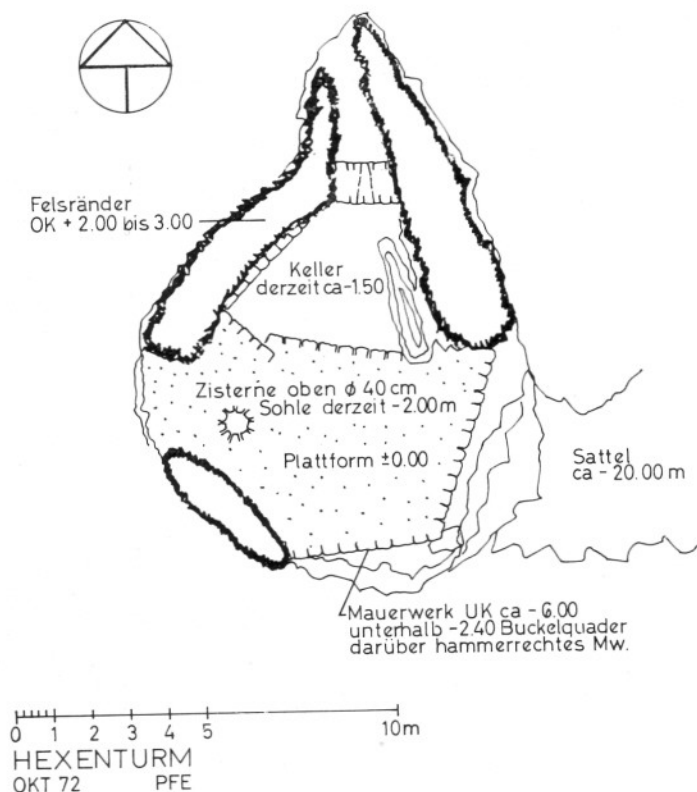 Felsränder
OK + 2.00 bis 3.00
Keller
derzeit ca-1.50
Zisterne oben ϕ 40 cm
Sohle derzeit -2.00 m
Plattform ±0.00
Sattel
ca - 20.00 m
Mauerwerk UK ca - 6.00
unterhalb -2.40 Buckelquader
darüber hammerrechtes Mw.
0 1 2 3 4 5 10m
HEXENTURM
OKT 72 PFE